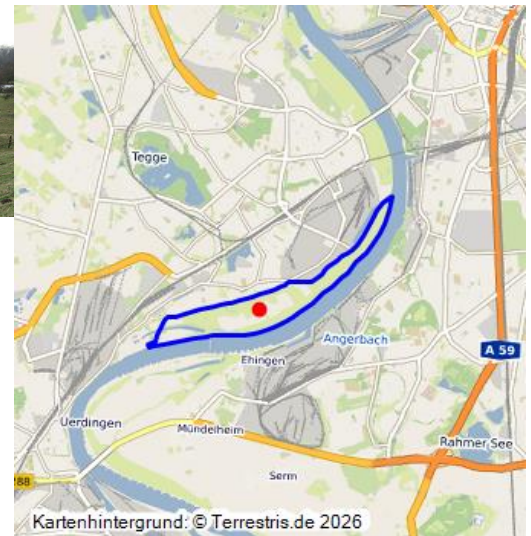 Tegge
Angerbach
A 59
Ehingen
Uerdingen
Mündelheim
Rahmer See
Serm
288
Kartenhintergrund: © Terrestris.de 2026